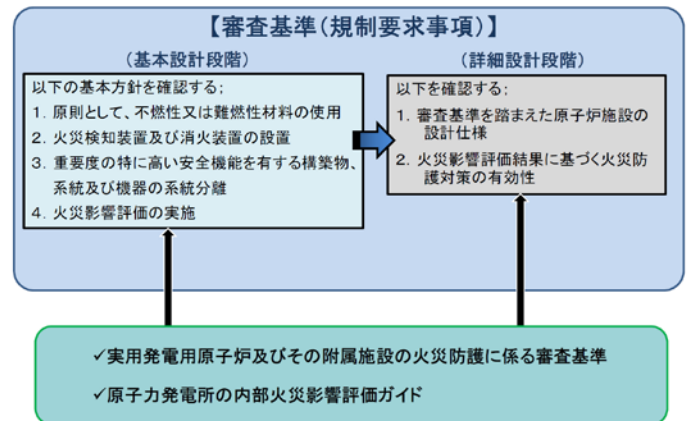 【審査基準(規制要求事項)】
(基本設計段階)
以下の基本方針を確認する;
1. 原則として、不燃性又は難燃性材料の使用
2. 火災検知装置及び消火装置の設置
3. 重要度の特に高い安全機能を有する構築物、
系統及び機器の系統分離
4. 火災影響評価の実施
(詳細設計段階)
以下を確認する;
1. 審査基準を踏まえた原子炉施設の
設計仕様
2. 火災影響評価結果に基づく火災防
護対策の有効性
✓実用発電用原子炉及びその附属施設の火災防護に係る審査基準
✓原子力発電所の内部火災影響評価ガイド